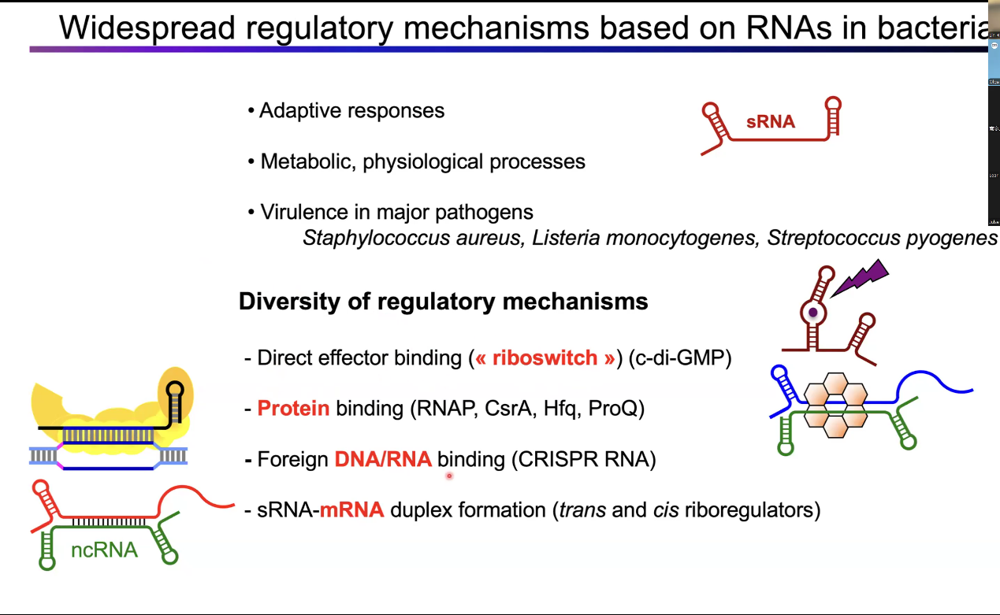 Widespread regulatory mechanisms based on RNAs in bacteria
• Adaptive responses
sRNA
• Metabolic, physiological processes
• Virulence in major pathogens
Staphylococcus aureus, Listeria monocytogenes, Streptococcus pyogenes
Diversity of regulatory mechanisms
- Direct effector binding (« riboswitch ») (c-di-GMP)
- Protein binding (RNAP, CsrA, Hfq, ProQ)
- Foreign DNA/RNA binding (CRISPR RNA)
- sRNA-mRNA duplex formation (trans and cis riboregulators)
ncRNA